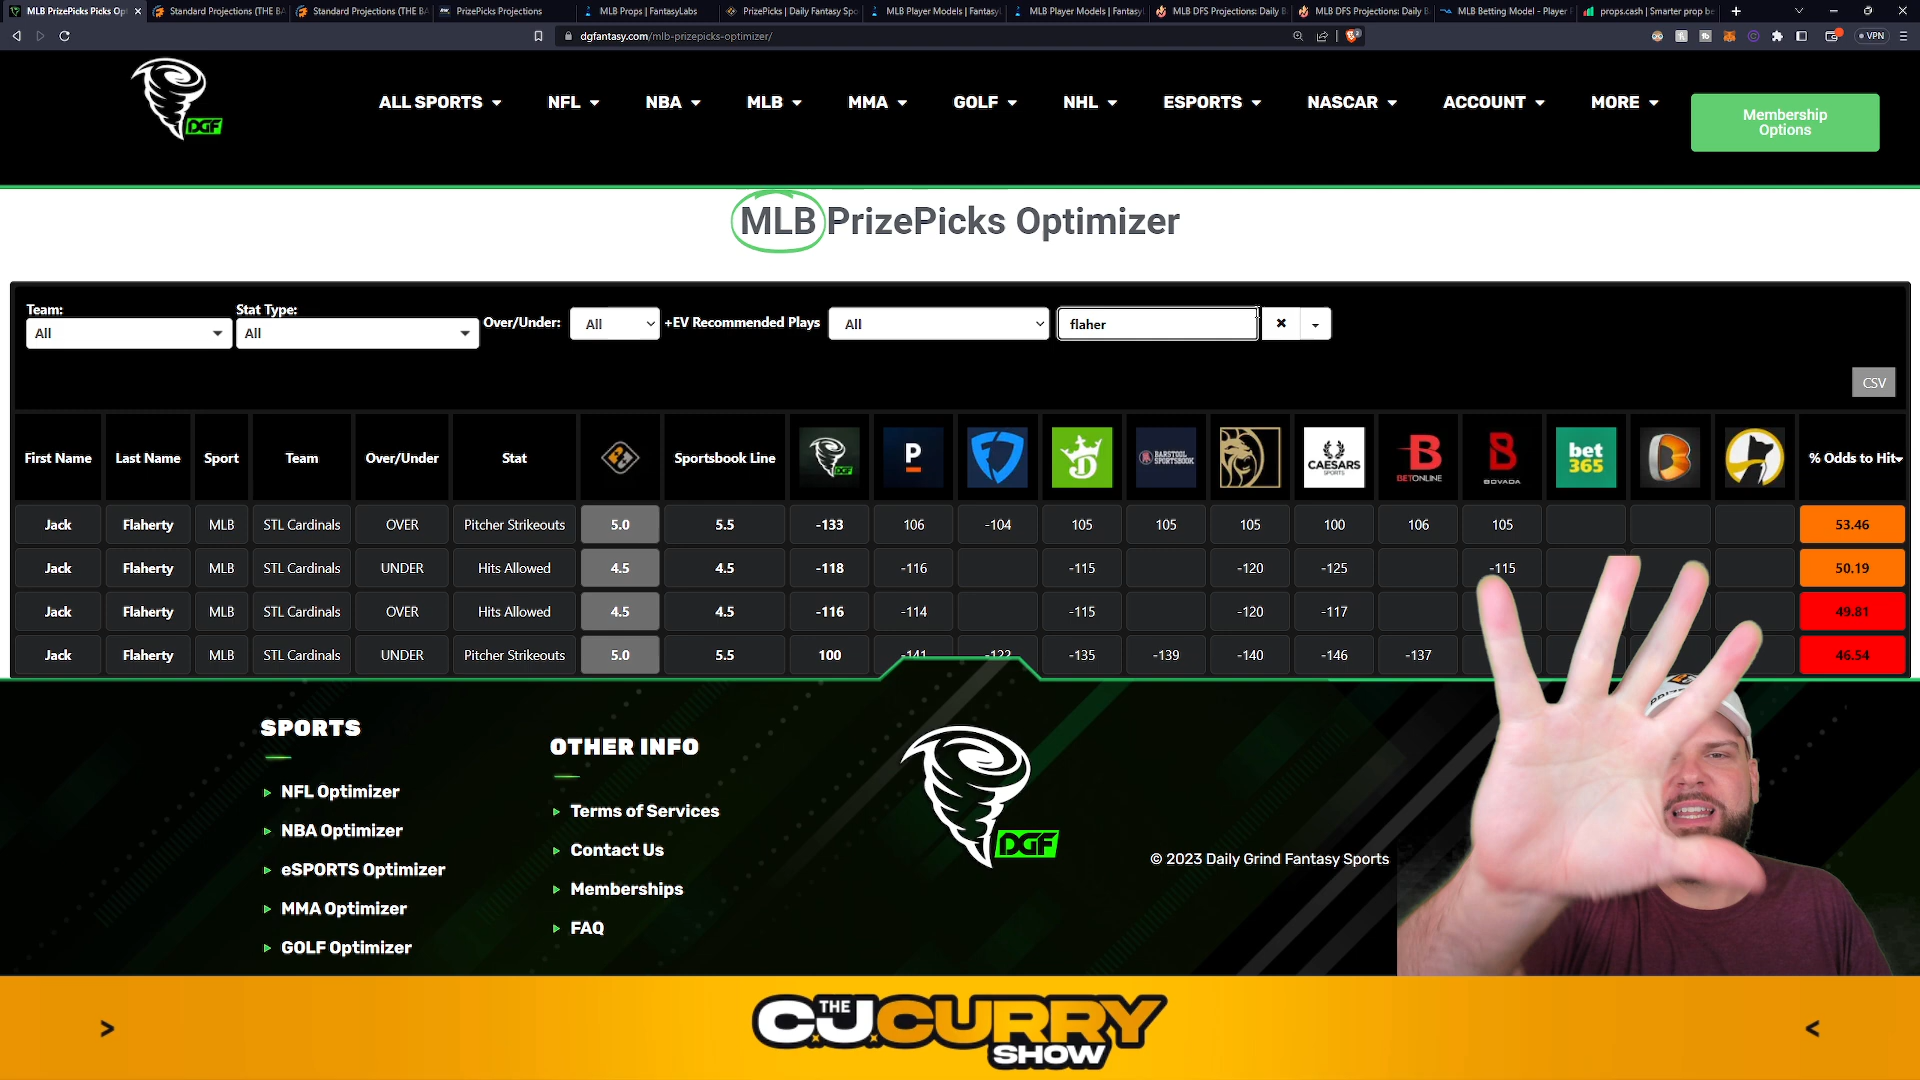 MLB PrizePicks Picks Op
Standard Projections (THE BA
Standard Projections (THE BA
PrizePicks Projections
MLB Props | FantasyLabs
PrizePicks | Daily Fantasy Spo
MLB Player Models | FantasyL
MLB Player Models | FantasyL
MLB DFS Projections: Daily B
MLB DFS Projections: Daily B
MLB Betting Model - Player P
props.cash | Smarter prop be
dgfantasy.com/mlb-prizepicks-optimizer/
VPN
DGF
ALL SPORTS
NFL
NBA
MLB
MMA
GOLF
NHL
ESPORTS
NASCAR
ACCOUNT
MORE
Membership
Options
MLB PrizePicks Optimizer
Team:
All
Stat Type:
All
Over/Under:
All
+EV Recommended Plays
All
flaher
CSV
First Name Last Name Sport Team Over/Under Stat Sportsbook Line DGF P BARSTOOL SPORTSBOOK CAESARS SPORTS B BETONLINE B BOVADA bet365 % Odds to Hit
Jack Flaherty MLB STL Cardinals OVER Pitcher Strikeouts 5.0 5.5 -133 106 -104 105 105 105 100 106 105 53.46
Jack Flaherty MLB STL Cardinals UNDER Hits Allowed 4.5 4.5 -118 -116 -115 -120 -125 -115 50.19
Jack Flaherty MLB STL Cardinals OVER Hits Allowed 4.5 4.5 -116 -114 -115 -120 -117 49.81
Jack Flaherty MLB STL Cardinals UNDER Pitcher Strikeouts 5.0 5.5 100 -141 -122 -135 -139 -140 -146 -137 46.54
SPORTS
NFL Optimizer
NBA Optimizer
eSPORTS Optimizer
MMA Optimizer
GOLF Optimizer
OTHER INFO
Terms of Services
Contact Us
Memberships
FAQ
DGF
© 2023 Daily Grind Fantasy Sports
THE
C.J. CURRY
SHOW